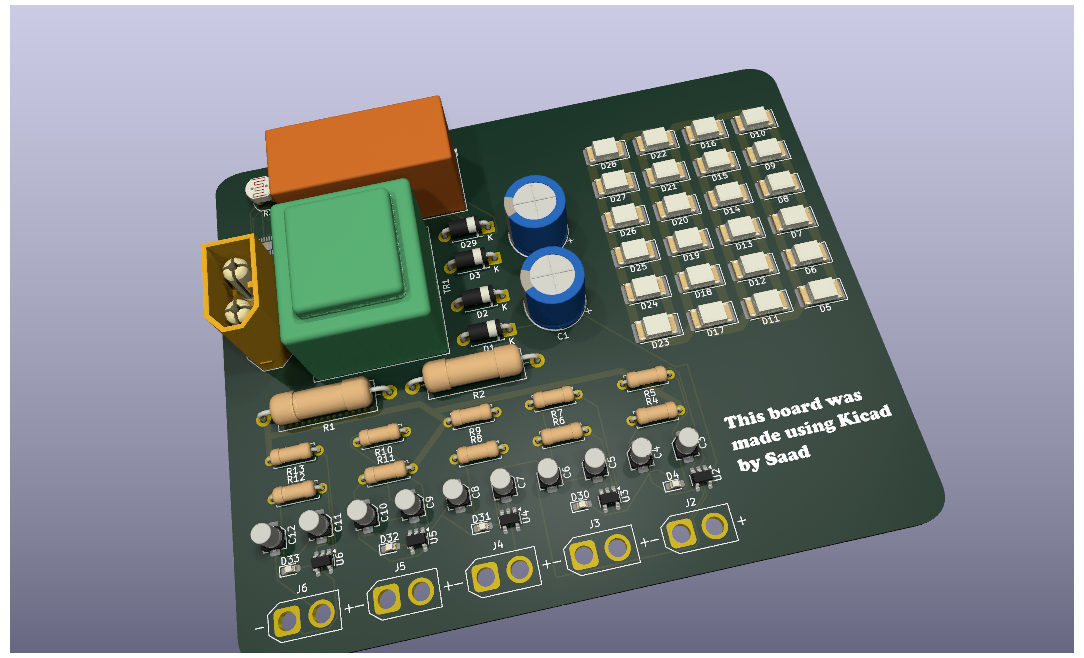 D10
D16
D22
D28
D9
D15
D21
D27
D8
D14
D20
D26
D7
D13
D19
D25
D6
D12
D18
D24
D5
D11
D17
D23
D29
K
D3
K
D2
K
D1
K
TR1
+
+
C1
R2
R1
R5
R7
R4
R9
R6
R10
R8
R13
R11
R12
This board was
made using Kicad
by Saad
C3
C4
C5
C6
C7
C8
C9
C10
C11
C12
D4
U2
D30
U3
D31
U4
D32
U5
D33
U6
J2
J3
J4
J5
J6
- +
- +
- +
- +
- +